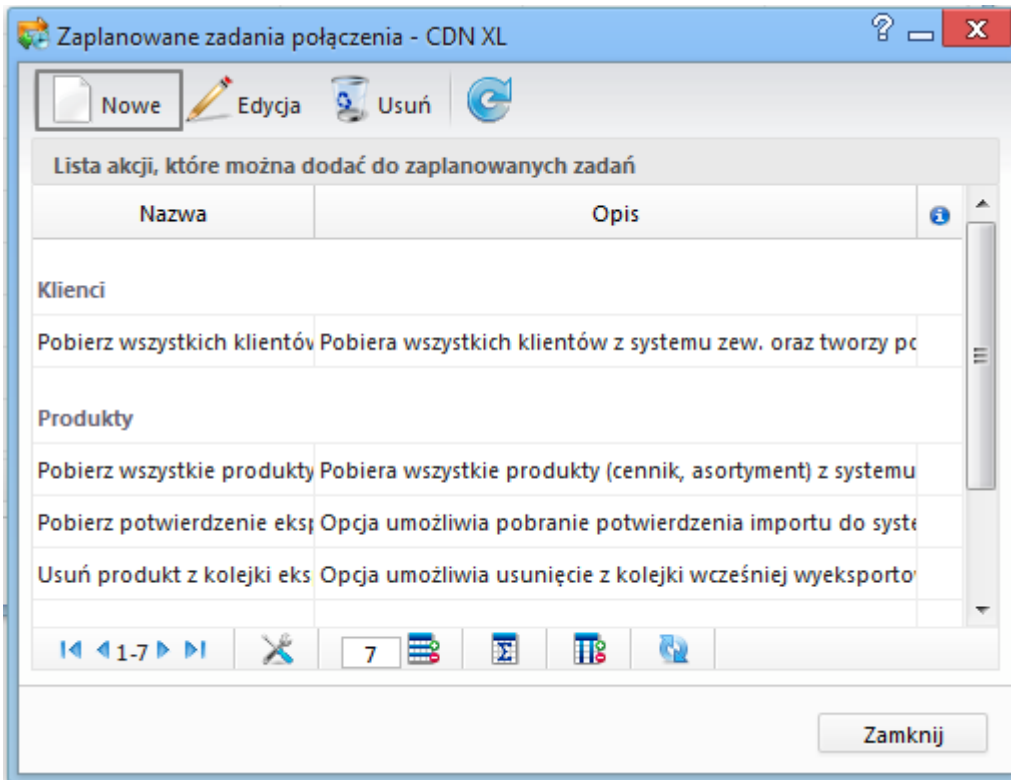 Zaplanowane zadania połączenia - CDN XL
Nowe Edycja Usuń
Lista akcji, które można dodać do zaplanowanych zadań
Nazwa Opis
Klienci
Pobierz wszystkich klientów Pobiera wszystkich klientów z systemu zew. oraz tworzy po
Produkty
Pobierz wszystkie produkty Pobiera wszystkie produkty (cennik, asortyment) z systemu
Pobierz potwierdzenie eksp Opcja umożliwia pobranie potwierdzenia importu do syste
Usuń produkt z kolejki eks Opcja umożliwia usunięcie z kolejki wcześniej wyeksporto
1-7 7
Zamknij